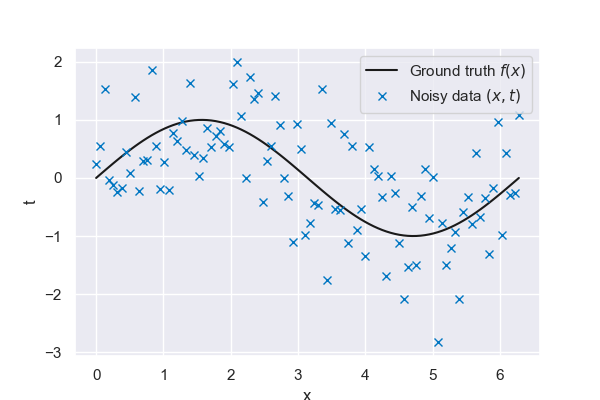 2
1
0
−1
−2
−3
t
Ground truth f(x)
Noisy data (x, t)
0 1 2 3 4 5 6
x